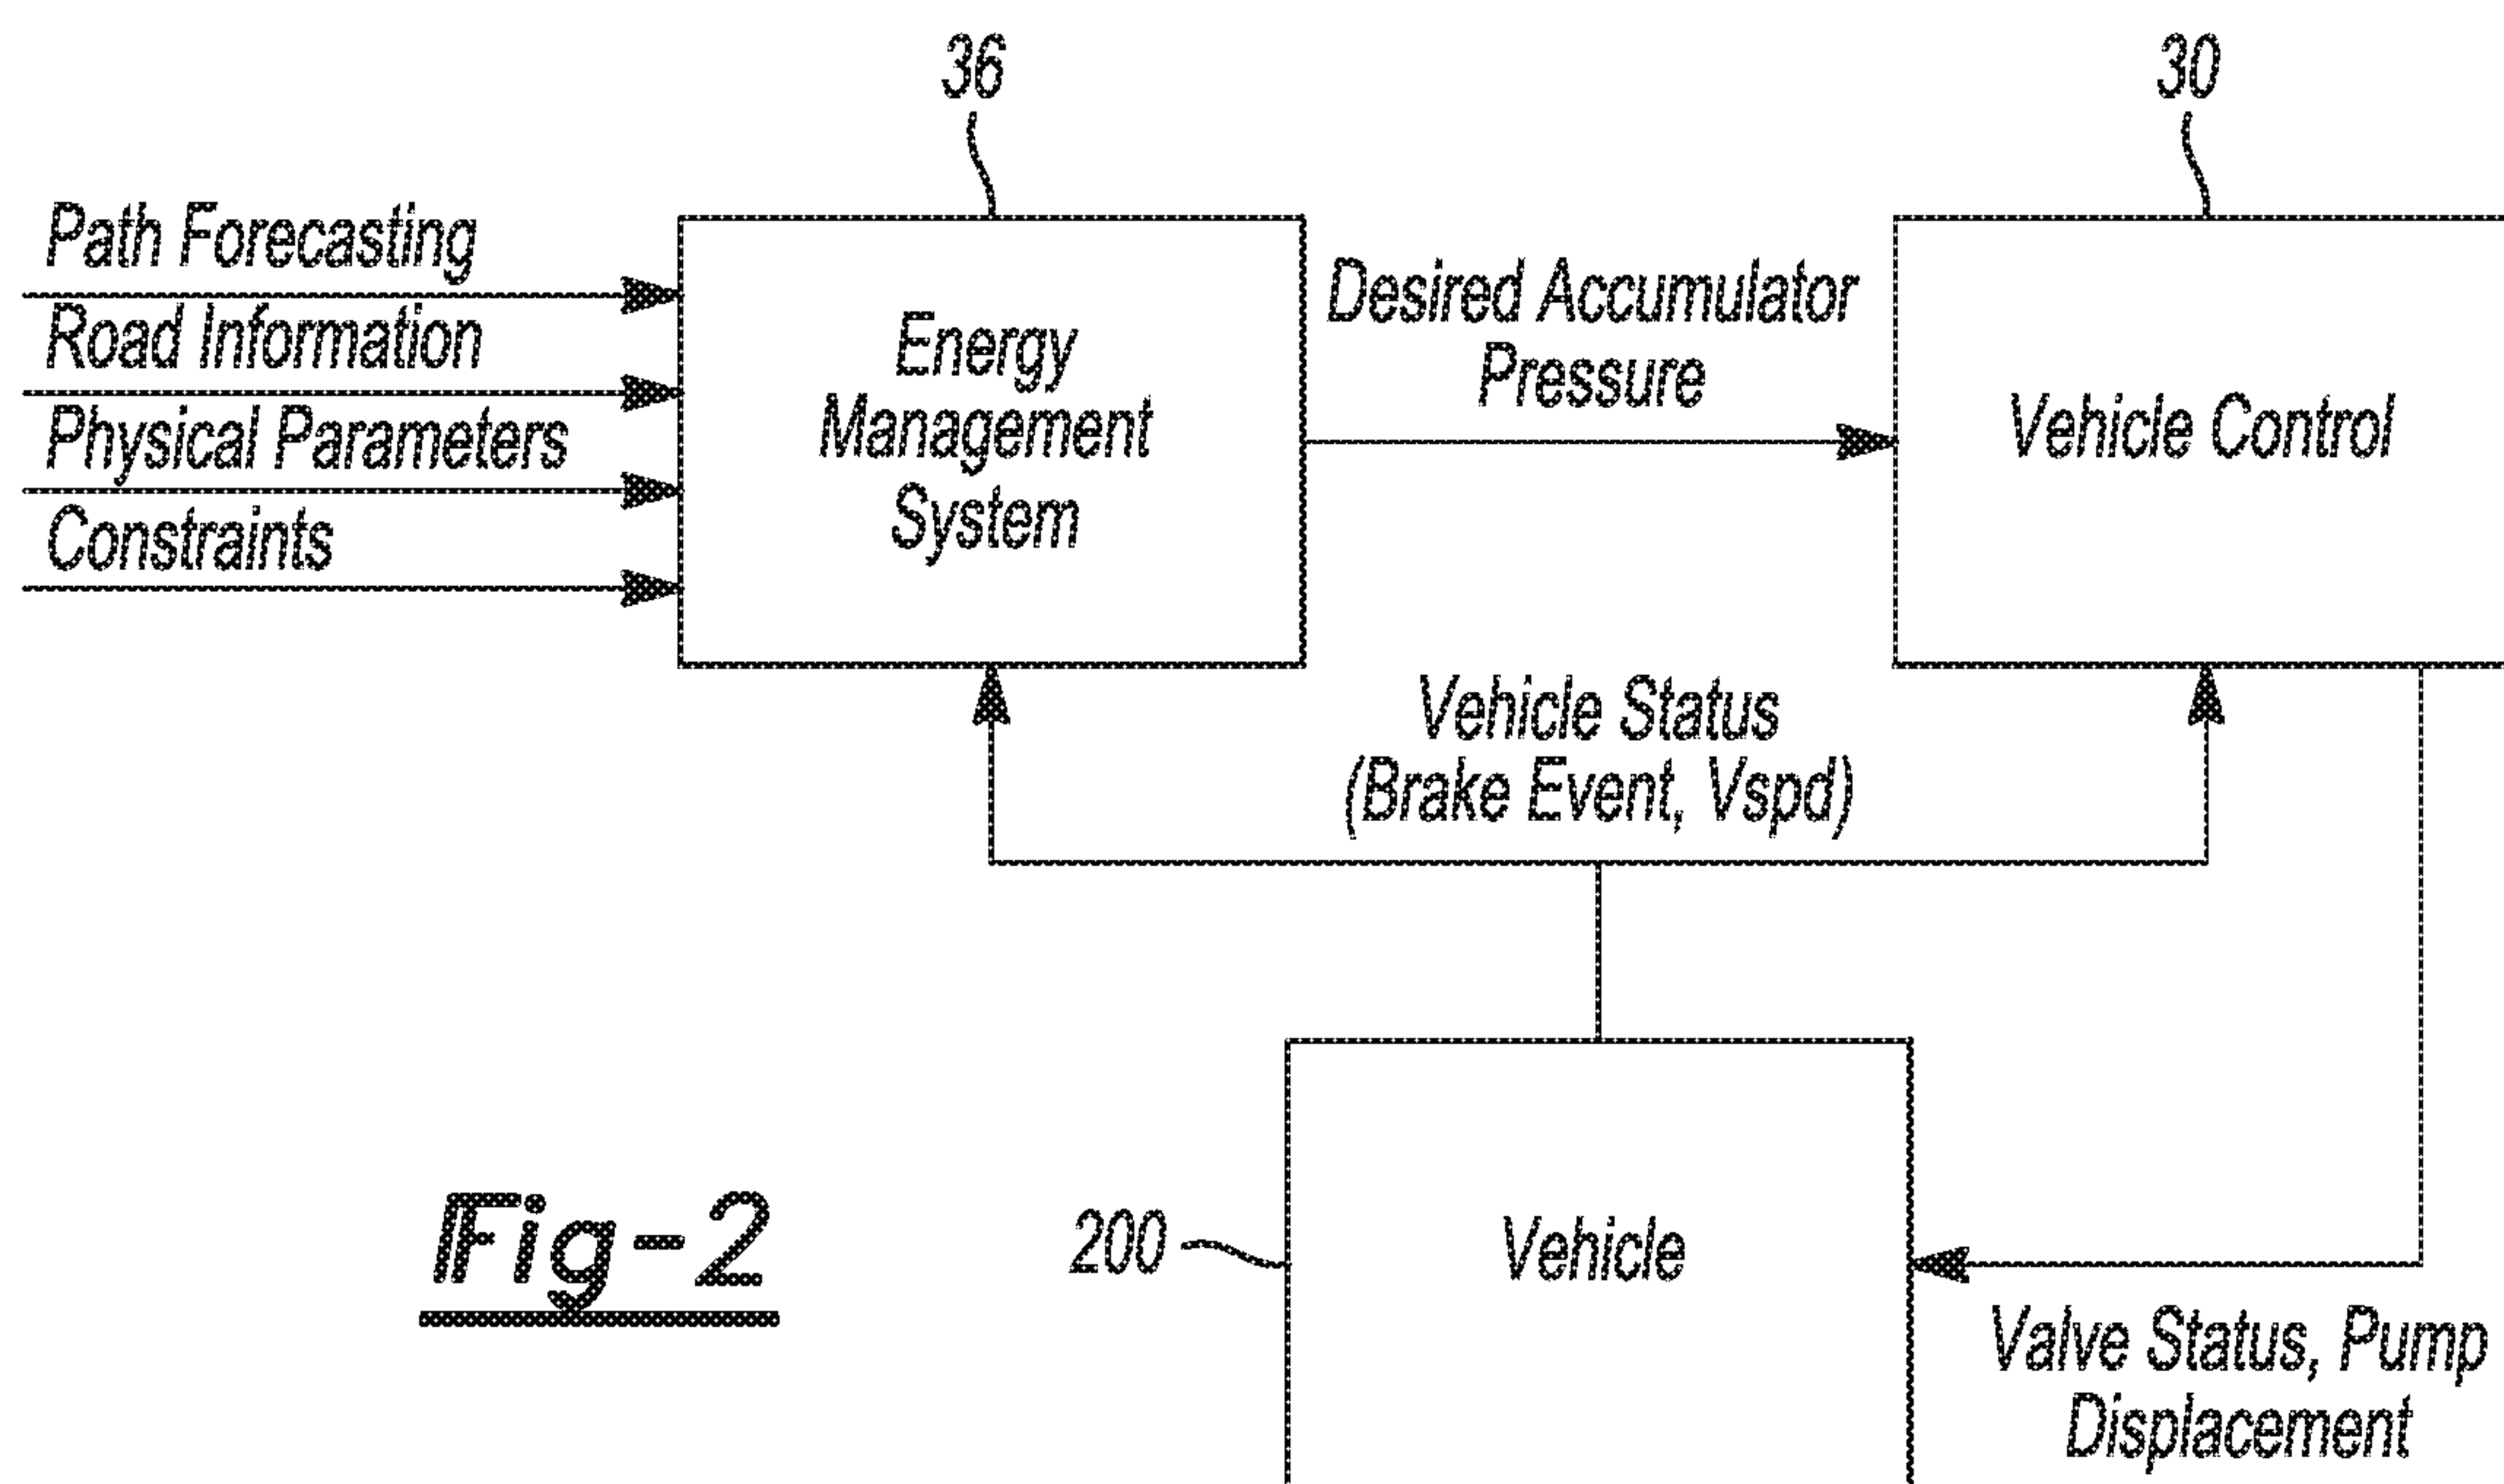 36
30
Path Forecasting
Road Information
Physical Parameters
Constraints
Energy
Management
System
Desired Accumulator
Pressure
Vehicle Control
Vehicle Status
(Brake Event, Vspd)
200
Vehicle
Valve Status, Pump
Displacement
Fig-2